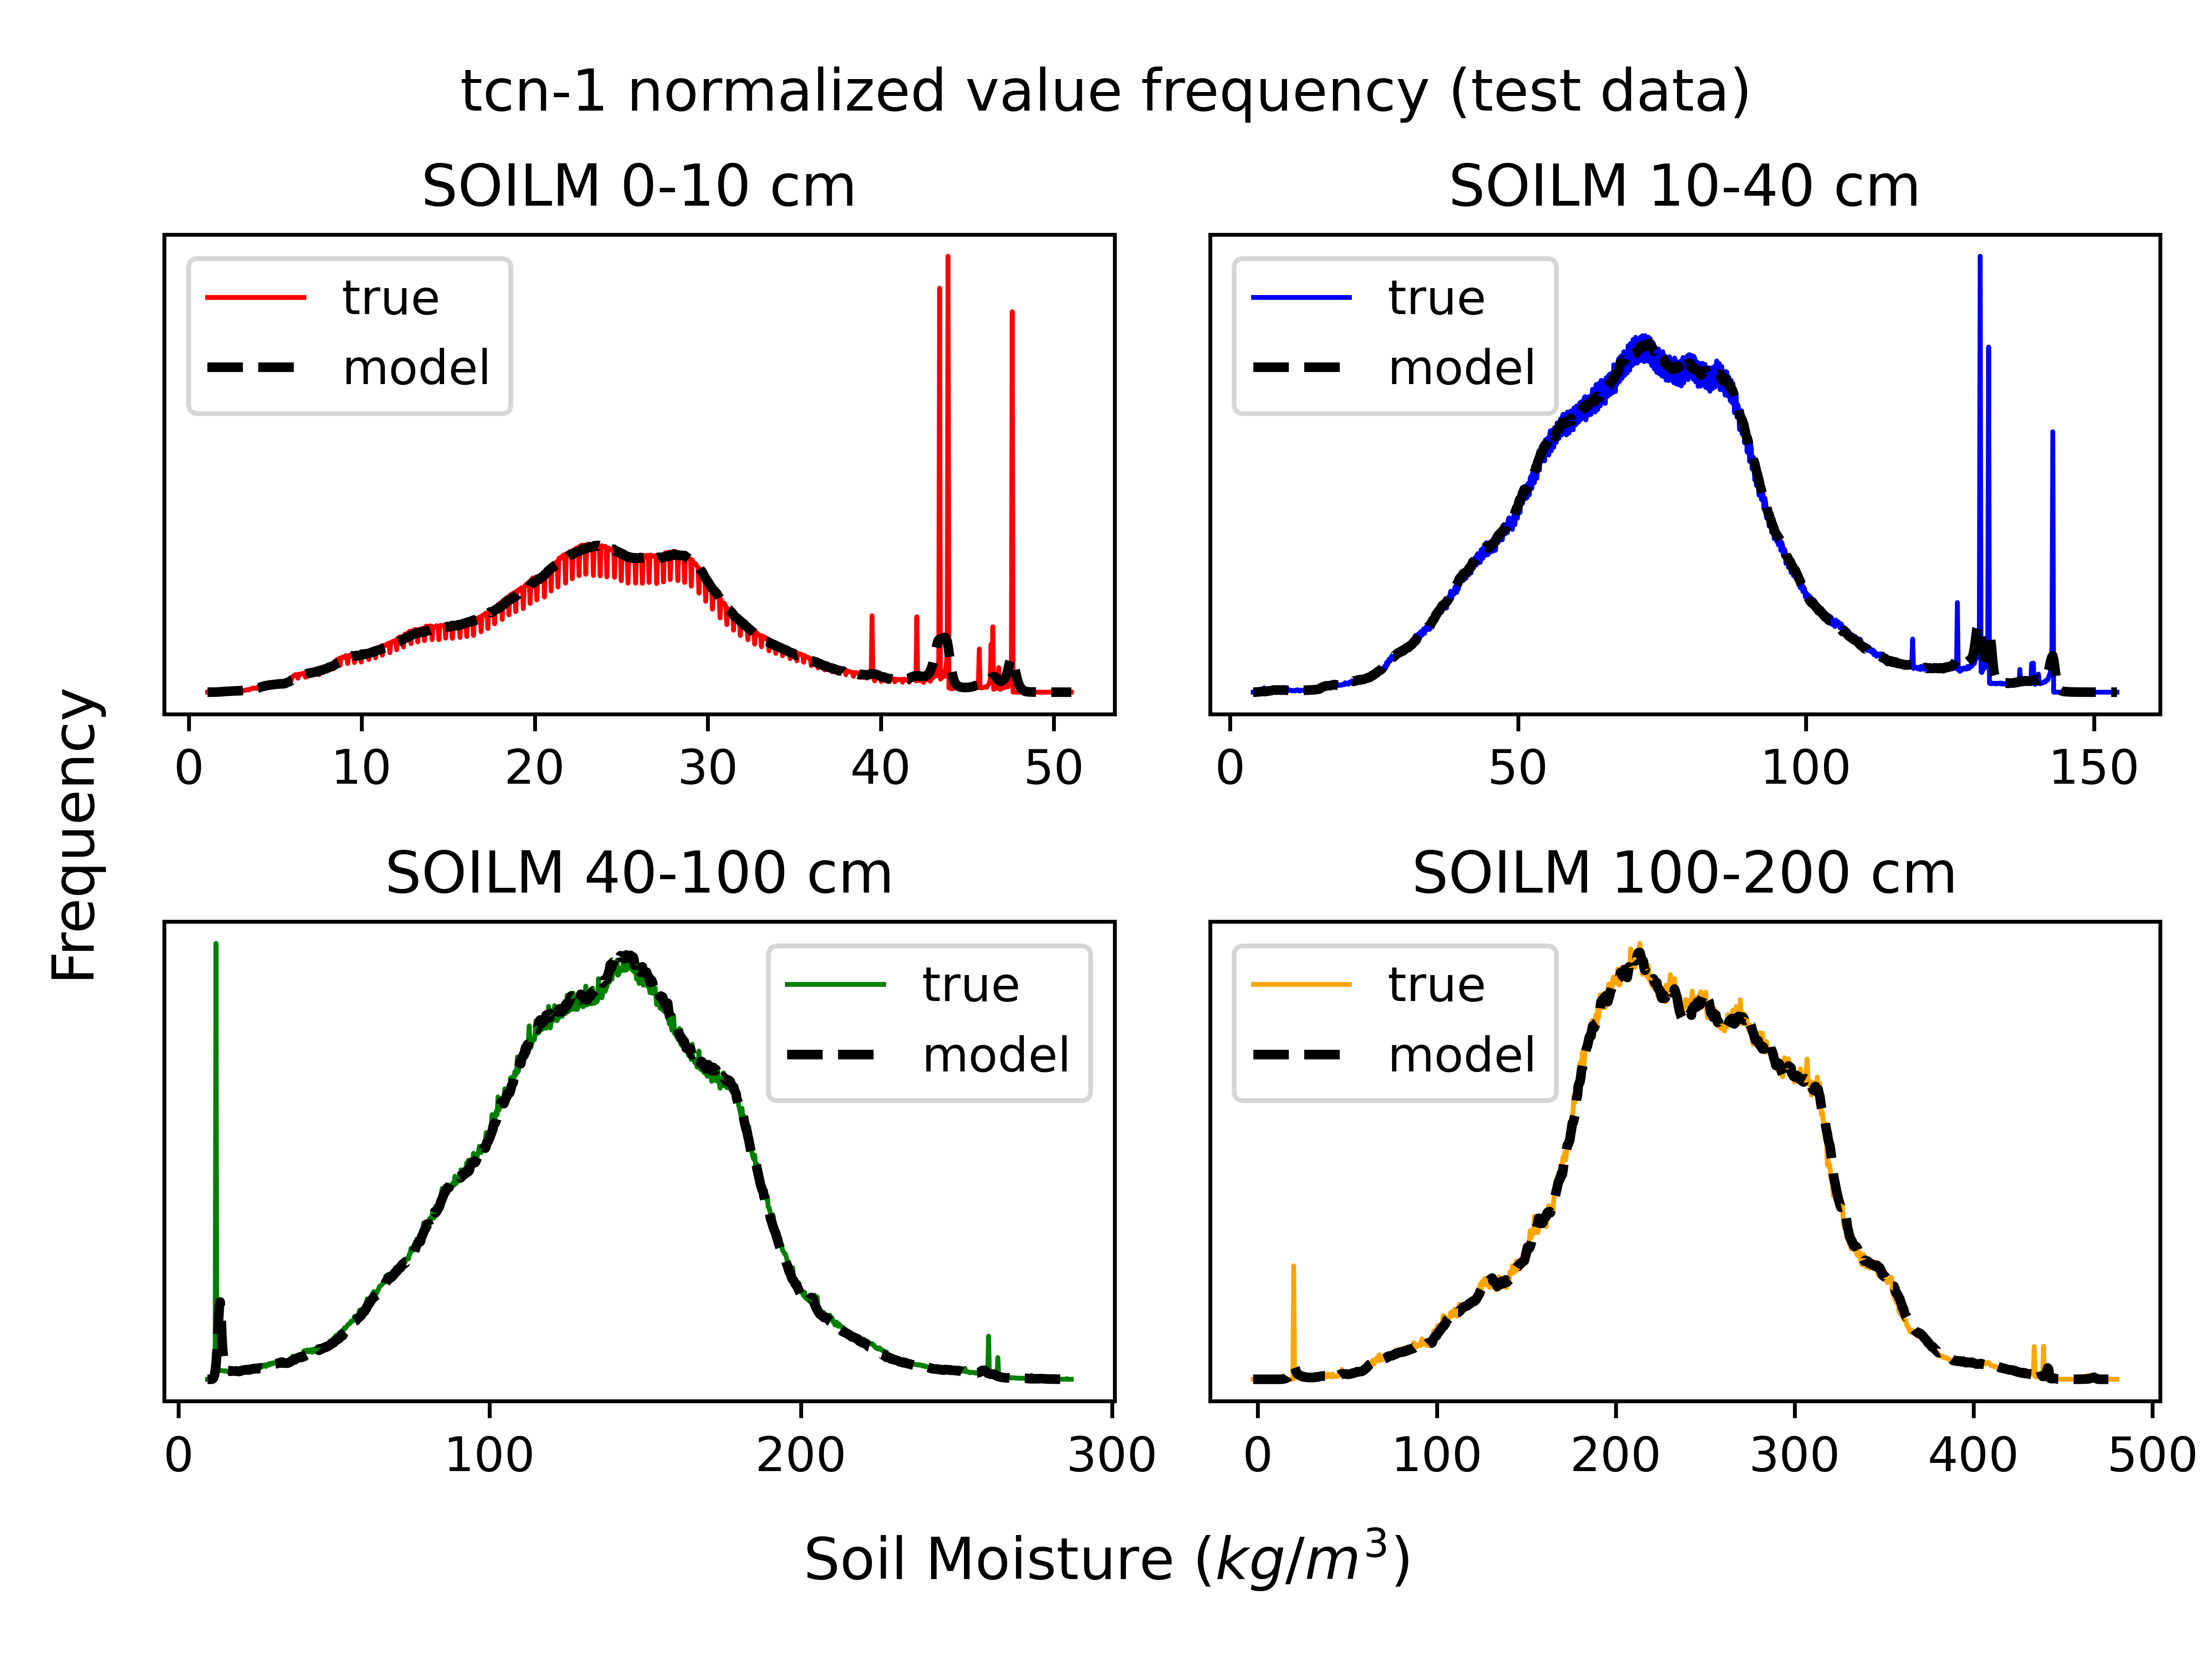 tcn-1 normalized value frequency (test data)
SOILM 0-10 cm
true
model
0 10 20 30 40 50
SOILM 10-40 cm
true
model
0 50 100 150
Frequency
SOILM 40-100 cm
true
model
0 100 200 300
SOILM 100-200 cm
true
model
0 100 200 300 400 500
Soil Moisture (kg/m³)